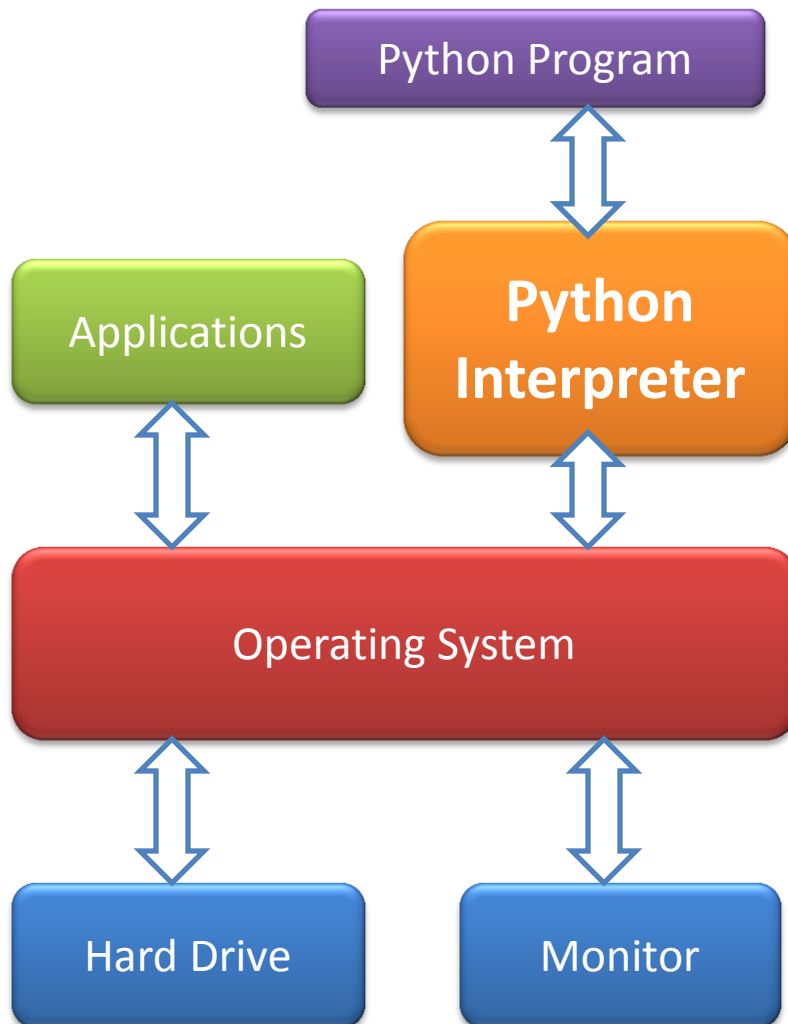 Python Program
Applications
Python
Interpreter
Operating System
Hard Drive
Monitor